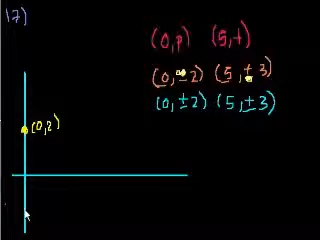 17)
(0,p) (5,t)
(0,±2) (5,±3)
(0,±2) (5,±3)
(0,2)